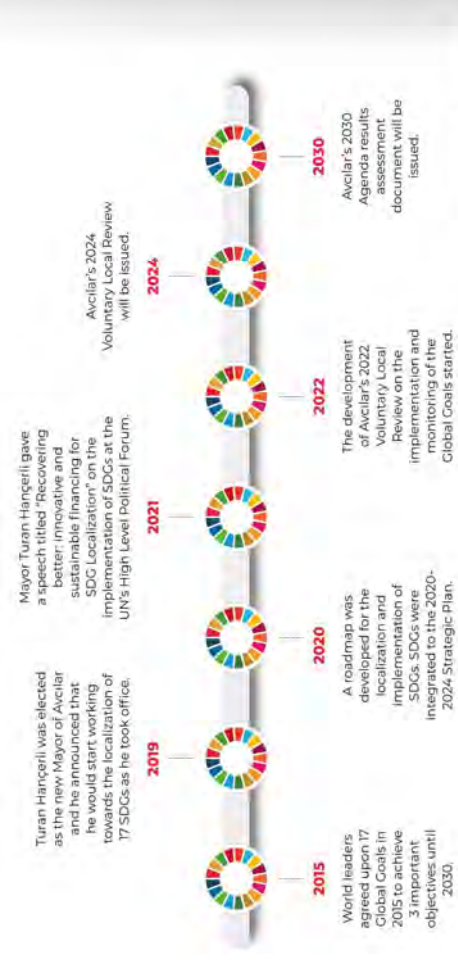 2015
World leaders
agreed upon 17
Global Goals in
2015 to achieve
3 important
objectives until
2030.
Turan Hançerli was elected
as the new Mayor of Avcılar
and he announced that
he would start working
towards the localization of
17 SDGs as he took office.
2019
2020
A roadmap was
developed for the
localization and
implementation of
SDGs. SDGs were
integrated to the 2020-
2024 Strategic Plan.
Mayor Turan Hançerli gave
a speech titled "Recovering
better: innovative and
sustainable financing for
SDG Localization" on the
implementation of SDGs at the
UN's High Level Political Forum.
2021
2022
The development
of Avcılar's 2022
Voluntary Local
Review on the
implementation and
monitoring of the
Global Goals started.
Avcılar's 2024
Voluntary Local Review
will be issued.
2024
2030
Avcılar's 2030
Agenda results
assessment
document will be
issued.